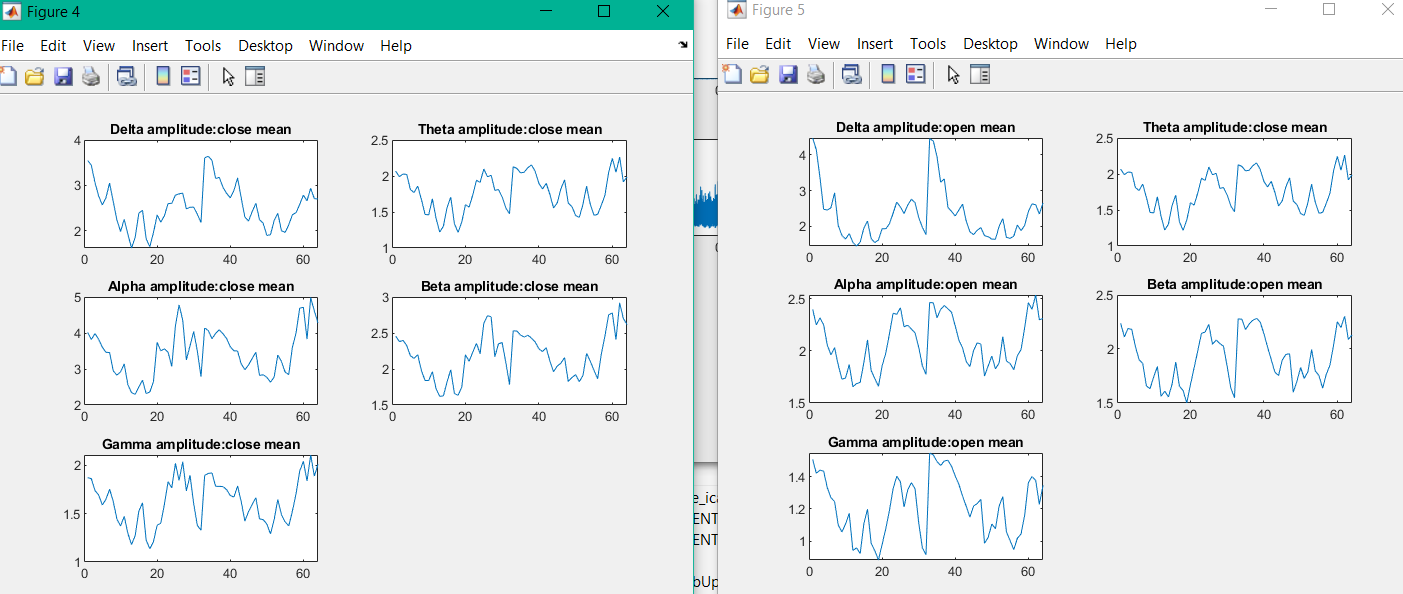 Figure 4
File Edit View Insert Tools Desktop Window Help
Delta amplitude:close mean
4
3
2
0 20 40 60
Theta amplitude:close mean
2.5
2
1.5
1
0 20 40 60
Alpha amplitude:close mean
5
4
3
2
0 20 40 60
Beta amplitude:close mean
3
2.5
2
1.5
0 20 40 60
Gamma amplitude:close mean
2
1.5
1
0 20 40 60
e_ica
ENT
ENT
bUp
Figure 5
File Edit View Insert Tools Desktop Window Help
Delta amplitude:open mean
4
3
2
0 20 40 60
Theta amplitude:close mean
2.5
2
1.5
1
0 20 40 60
Alpha amplitude:open mean
2.5
2
1.5
0 20 40 60
Beta amplitude:open mean
2.5
2
1.5
0 20 40 60
Gamma amplitude:open mean
1.4
1.2
1
0 20 40 60